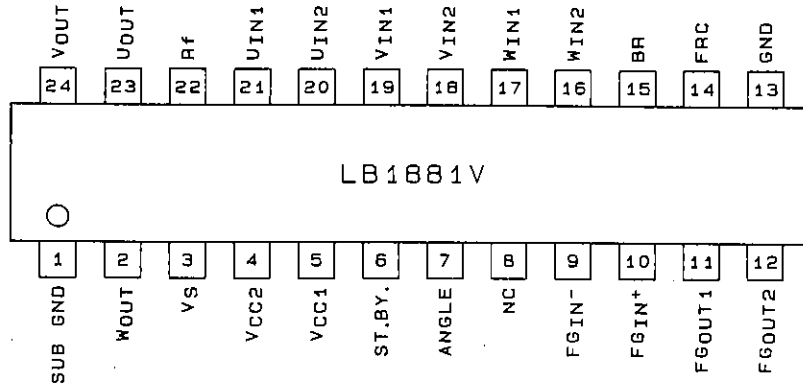 VOUT
UOUT
Rf
UIN1
UIN2
VIN1
VIN2
WIN1
WIN2
BR
FRC
GND
24 23 22 21 20 19 18 17 16 15 14 13
LB1881V
1 2 3 4 5 6 7 8 9 10 11 12
SUB GND
WOUT
VS
VCC2
VCC1
ST.BY.
ANGLE
NC
FGIN-
FGIN+
FGOUT1
FGOUT2